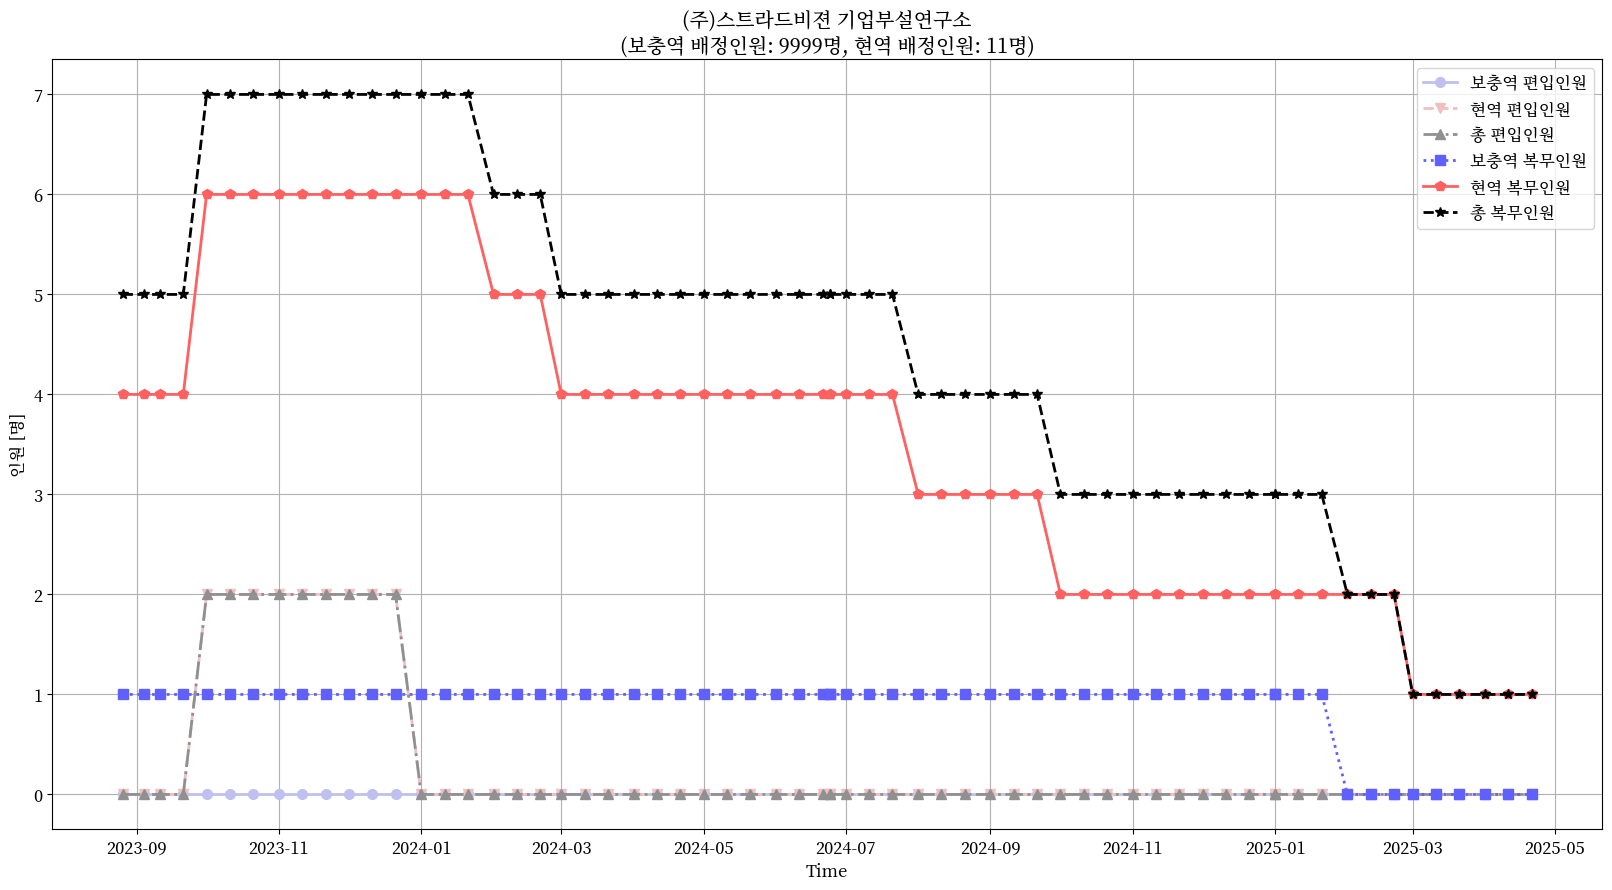 (주)스트라드비젼 기업부설연구소
(보충역 배정인원: 9999명, 현역 배정인원: 11명)
보충역 편입인원
현역 편입인원
총 편입인원
보충역 복무인원
현역 복무인원
총 복무인원
인원 [명]
7
6
5
4
3
2
1
0
2023-09
2023-11
2024-01
2024-03
2024-05
2024-07
2024-09
2024-11
2025-01
2025-03
2025-05
Time